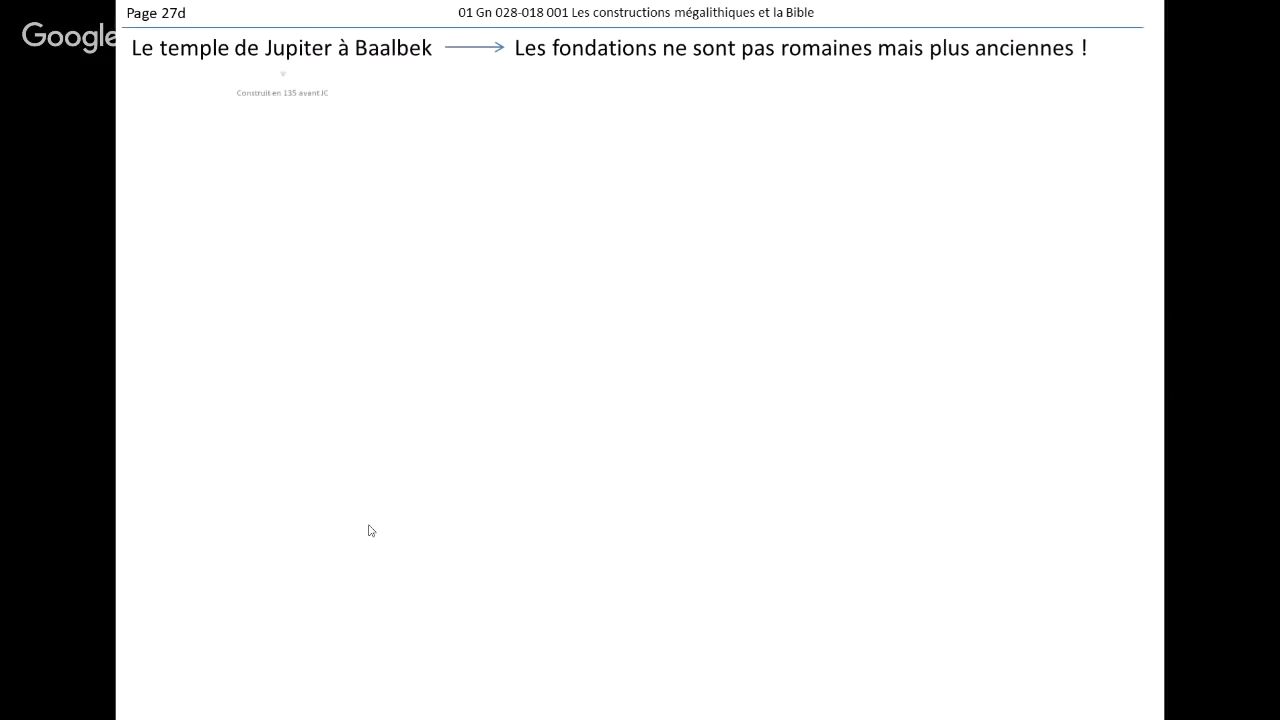 Page 27d
01 Gn 028-018 001 Les constructions mégalithiques et la Bible
Google
Le temple de Jupiter à Baalbek
Les fondations ne sont pas romaines mais plus anciennes !
Construit en 135 avant JC